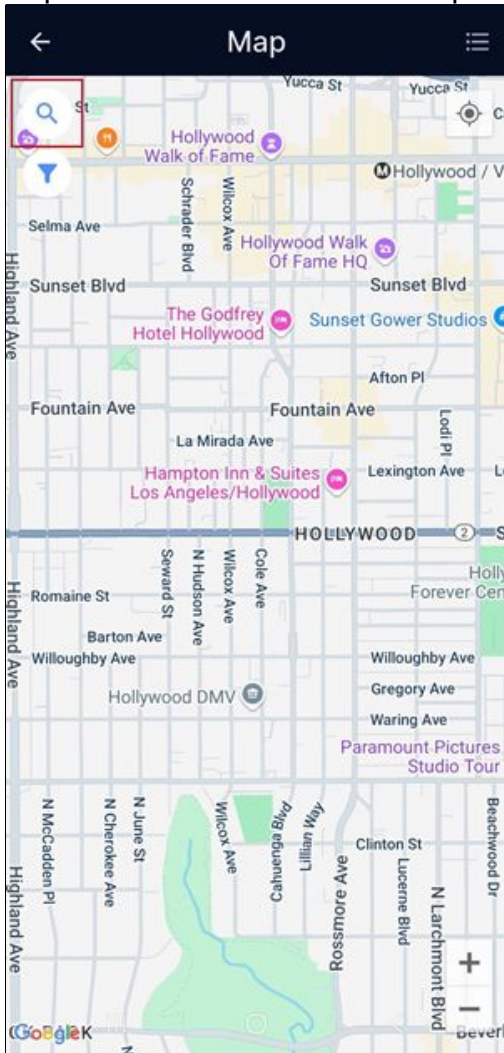 Map
Yucca St
Yucca St
St
Hollywood
Walk of Fame
Hollywood / V
Schrader Blvd
Wilcox Ave
Selma Ave
Hollywood Walk
Of Fame HQ
Highland Ave
Sunset Blvd
Sunset Blvd
The Godfrey
Hotel Hollywood
Sunset Gower Studios
Afton Pl
Fountain Ave
Fountain Ave
Lodi Pl
La Mirada Ave
Hampton Inn & Suites
Los Angeles/Hollywood
Lexington Ave
HOLLYWOOD
2
S
Seward St
N Hudson Ave
Wilcox Ave
Cole Ave
Holly
Forever Cen
Highland Ave
Romaine St
Barton Ave
Willoughby Ave
Willoughby Ave
Gregory Ave
Hollywood DMV
Waring Ave
Paramount Pictures
Studio Tour
N McCadden Pl
N Cherokee Ave
N June St
Wilcox Ave
Cahuenga Blvd
Lillian Way
Clinton St
Beachwood Dr
Highland Ave
Rossmore Ave
Lucerne Blvd
N Larchmont Blvd
+
−
Google
Beverl